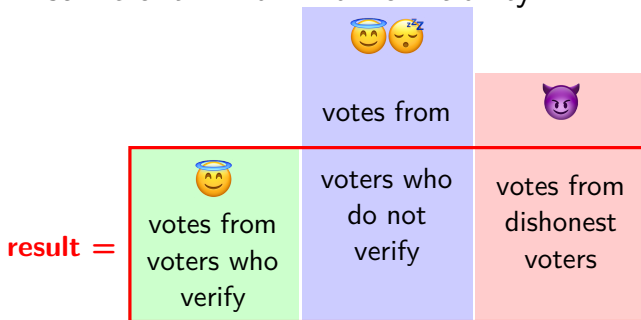 votes from
voters who
do not
verify
votes from
voters who
verify
votes from
dishonest
voters
result =